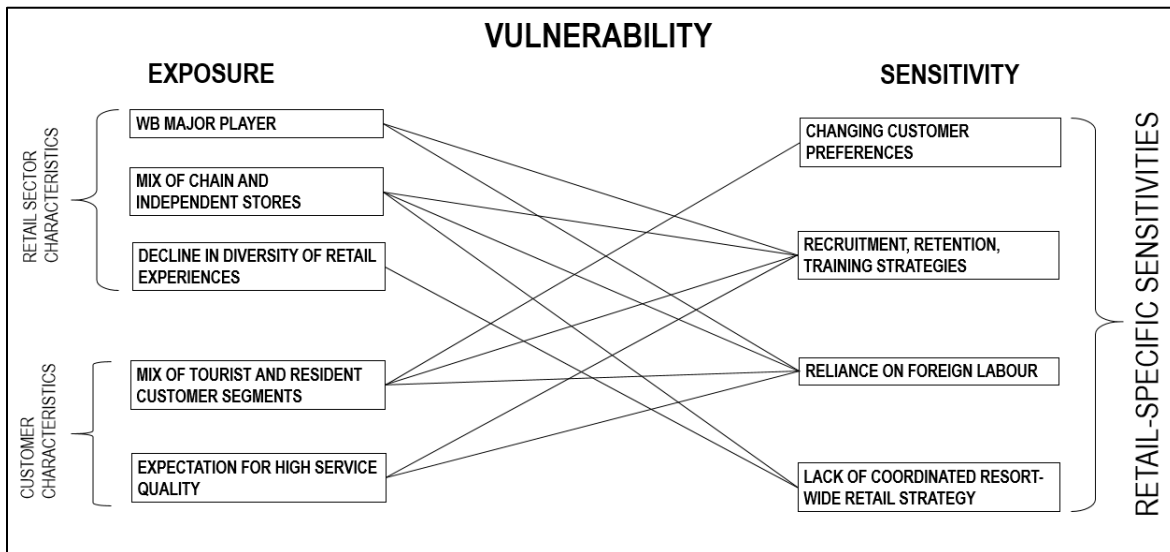 VULNERABILITY
EXPOSURE
SENSITIVITY
RETAIL SECTOR
CHARACTERISTICS
WB MAJOR PLAYER
MIX OF CHAIN AND
INDEPENDENT STORES
DECLINE IN DIVERSITY OF RETAIL
EXPERIENCES
CUSTOMER
CHARACTERISTICS
MIX OF TOURIST AND RESIDENT
CUSTOMER SEGMENTS
EXPECTATION FOR HIGH SERVICE
QUALITY
CHANGING CUSTOMER
PREFERENCES
RECRUITMENT, RETENTION,
TRAINING STRATEGIES
RELIANCE ON FOREIGN LABOUR
LACK OF COORDINATED RESORT-
WIDE RETAIL STRATEGY
RETAIL-SPECIFIC SENSITIVITIES